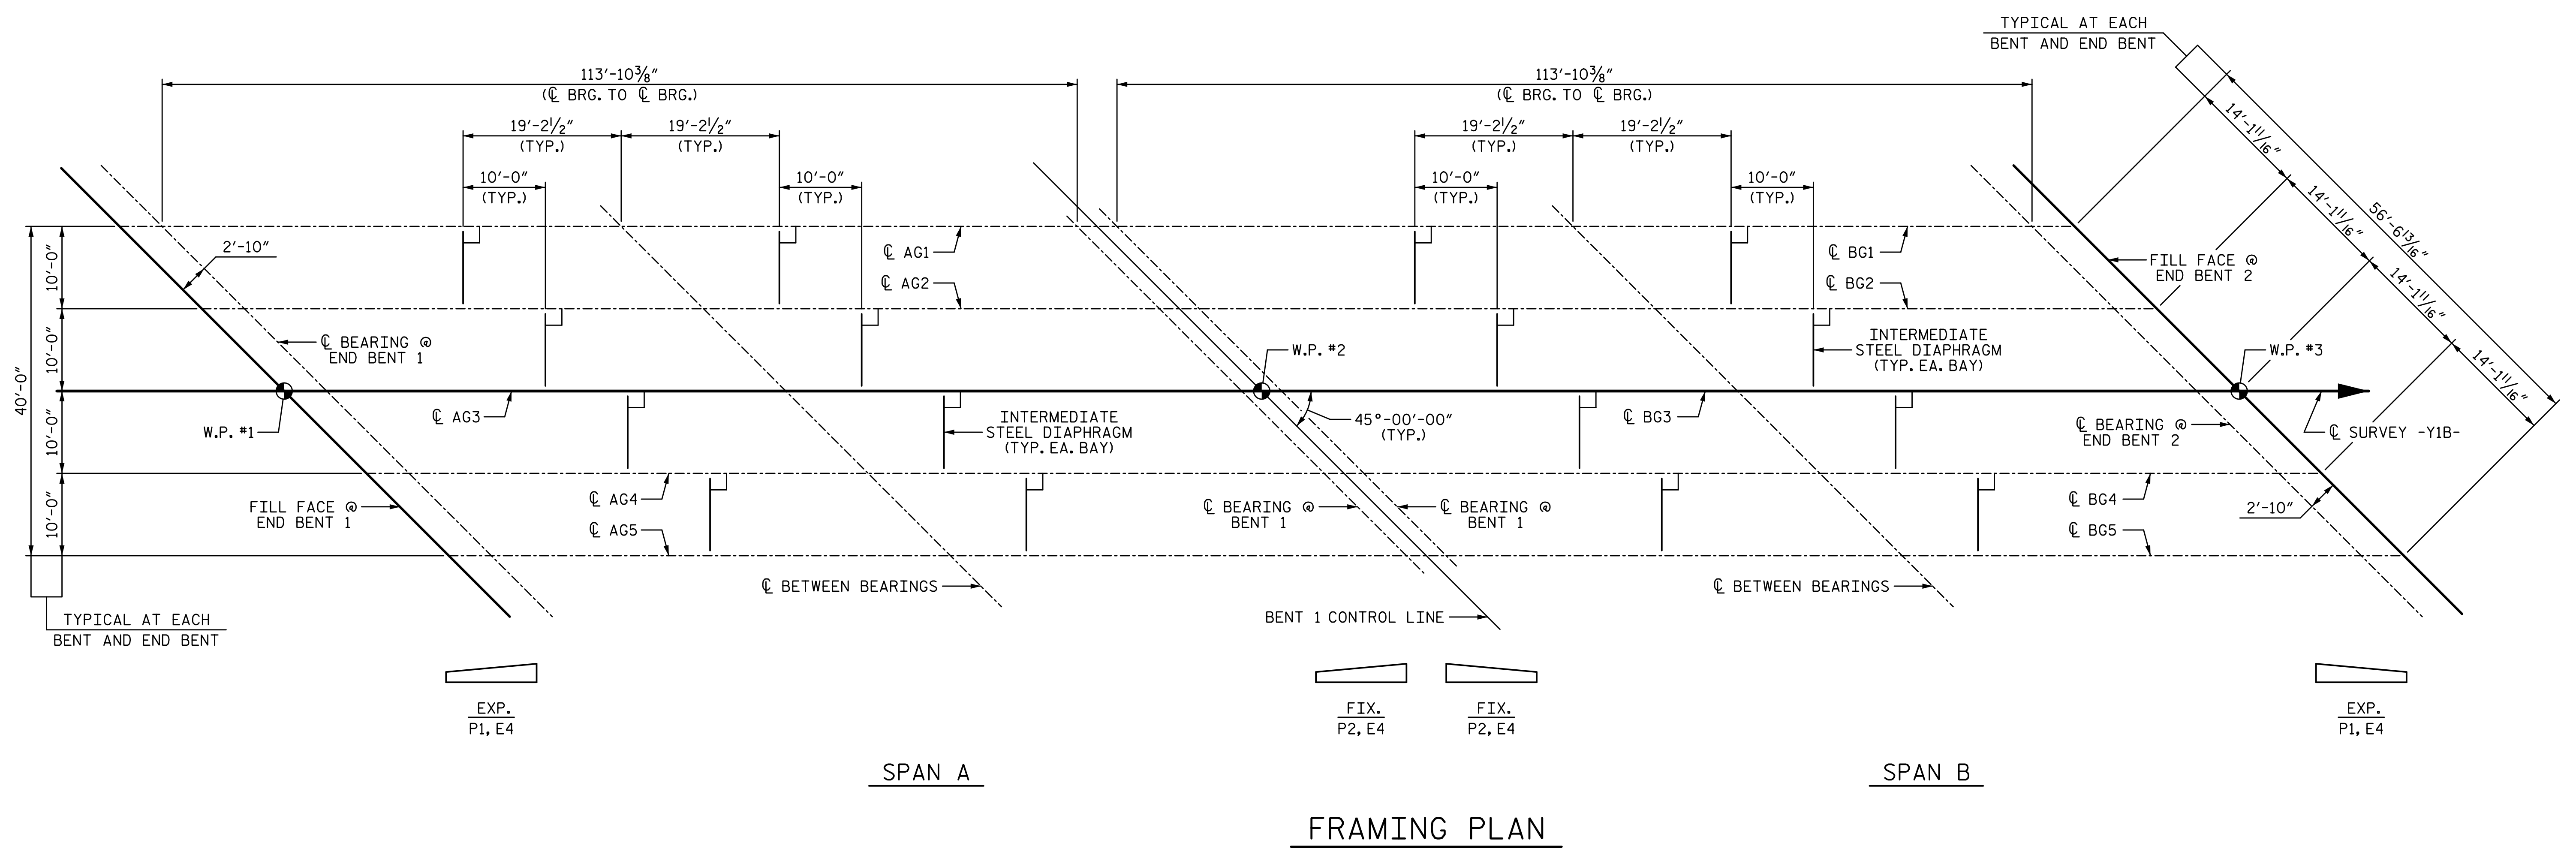 TYPICAL AT EACH
BENT AND END BENT
113'-10⅜"
(℄ BRG. TO ℄ BRG.)
113'-10⅜"
(℄ BRG. TO ℄ BRG.)
19'-2½"
(TYP.)
19'-2½"
(TYP.)
19'-2½"
(TYP.)
19'-2½"
(TYP.)
10'-0"
(TYP.)
10'-0"
(TYP.)
10'-0"
(TYP.)
10'-0"
(TYP.)
14'-1 11/16"
14'-1 11/16"
14'-1 11/16"
14'-1 11/16"
56'-6 13/16"
40'-0"
10'-0"
10'-0"
10'-0"
10'-0"
2'-10"
℄ AG1
℄ AG2
℄ BG1
℄ BG2
FILL FACE @
END BENT 2
℄ BEARING @
END BENT 1
W.P. #2
INTERMEDIATE
STEEL DIAPHRAGM
(TYP. EA. BAY)
W.P. #3
W.P. #1
℄ AG3
INTERMEDIATE
STEEL DIAPHRAGM
(TYP. EA. BAY)
45°-00'-00"
(TYP.)
℄ BG3
℄ BEARING @
END BENT 2
℄ SURVEY -Y1B-
FILL FACE @
END BENT 1
℄ AG4
℄ AG5
℄ BEARING @
BENT 1
℄ BEARING @
BENT 1
℄ BG4
℄ BG5
2'-10"
℄ BETWEEN BEARINGS
℄ BETWEEN BEARINGS
BENT 1 CONTROL LINE
TYPICAL AT EACH
BENT AND END BENT
EXP.
P1, E4
FIX.
P2, E4
FIX.
P2, E4
EXP.
P1, E4
SPAN A
SPAN B
FRAMING PLAN